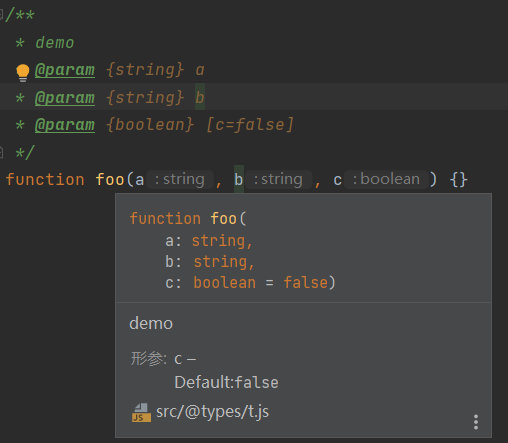 /**
 * demo
 * @param {string} a
 * @param {string} b
 * @param {boolean} [c=false]
 */
function foo(a : string, b : string, c : boolean) {}
function foo(
    a: string,
    b: string,
    c: boolean = false)
demo
形参: c –
Default:false
JS src/@types/t.js